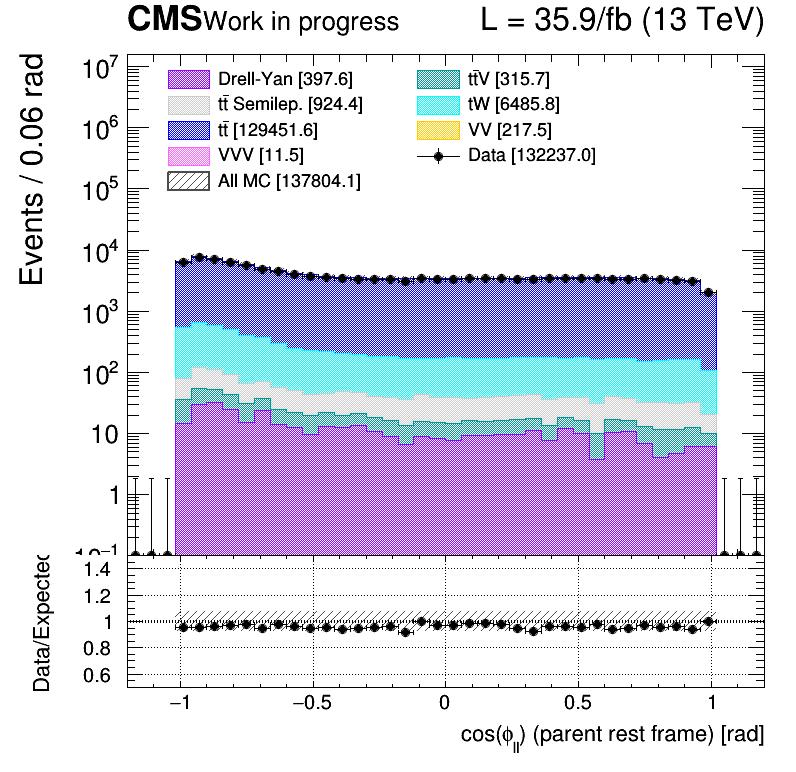 CMS Work in progress L = 35.9/fb (13 TeV)
Events / 0.06 rad
Drell-Yan [397.6] tt̄V [315.7]
tt̄ Semilep. [924.4] tW [6485.8]
tt̄ [129451.6] VV [217.5]
VVV [11.5] Data [132237.0]
All MC [137804.1]
10⁷
10⁶
10⁵
10⁴
10³
10²
10
1
10⁻¹
Data/Expected
1.4
1.2
1
0.8
0.6
−1 −0.5 0 0.5 1
cos(ϕ_ll) (parent rest frame) [rad]